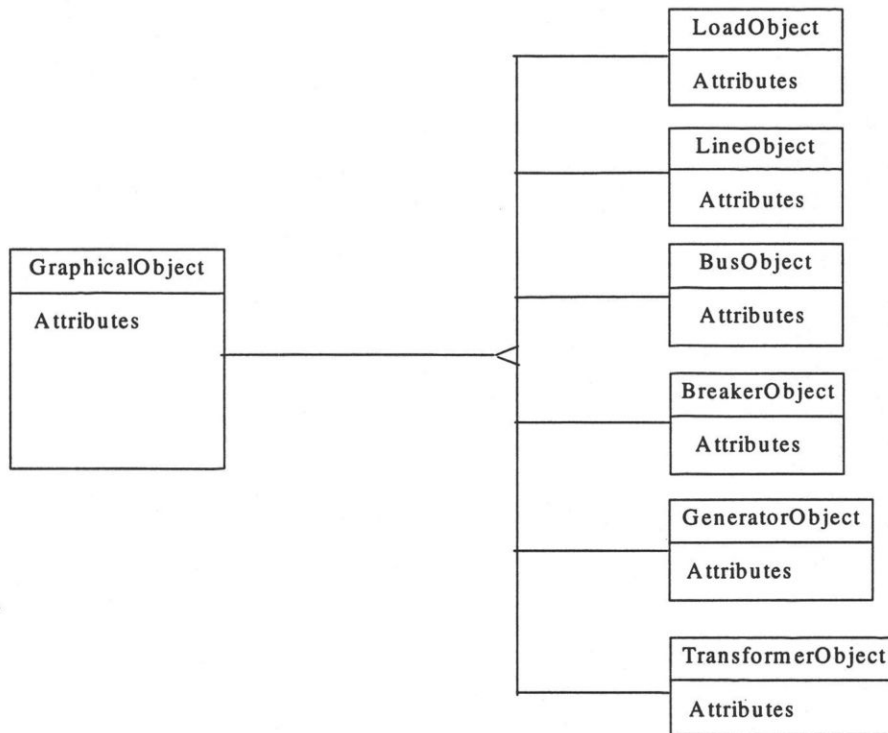 LoadObject
Attributes
LineObject
Attributes
BusObject
Attributes
GraphicalObject
Attributes
BreakerObject
Attributes
GeneratorObject
Attributes
TransformerObject
Attributes